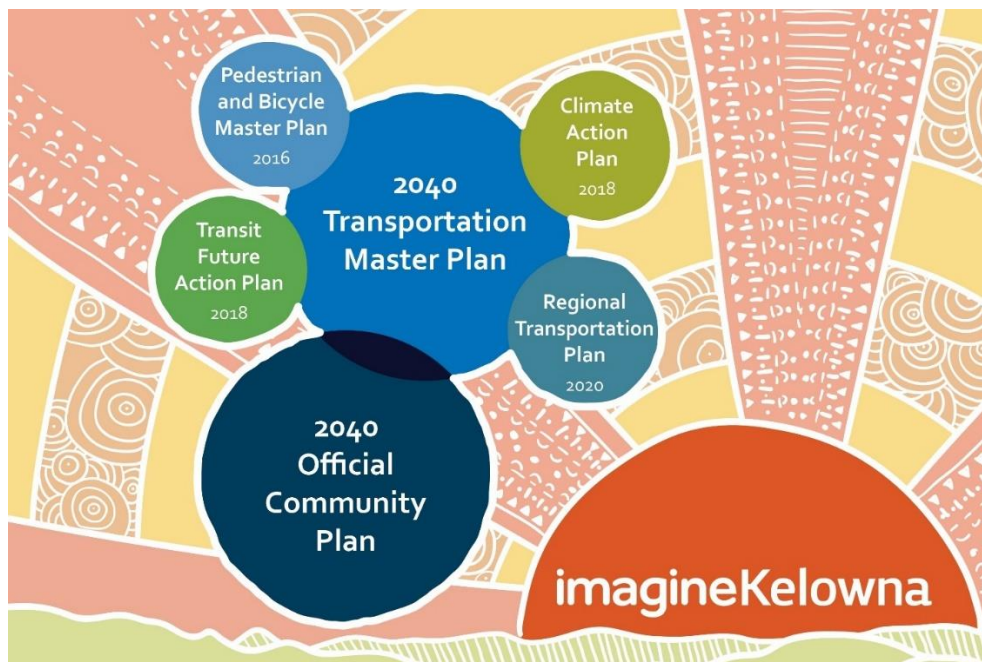 Pedestrian
and Bicycle
Master Plan
2016
Climate
Action
Plan
2018
2040
Transportation
Master Plan
Transit
Future
Action Plan
2018
Regional
Transportation
Plan
2020
2040
Official
Community
Plan
imagineKelowna